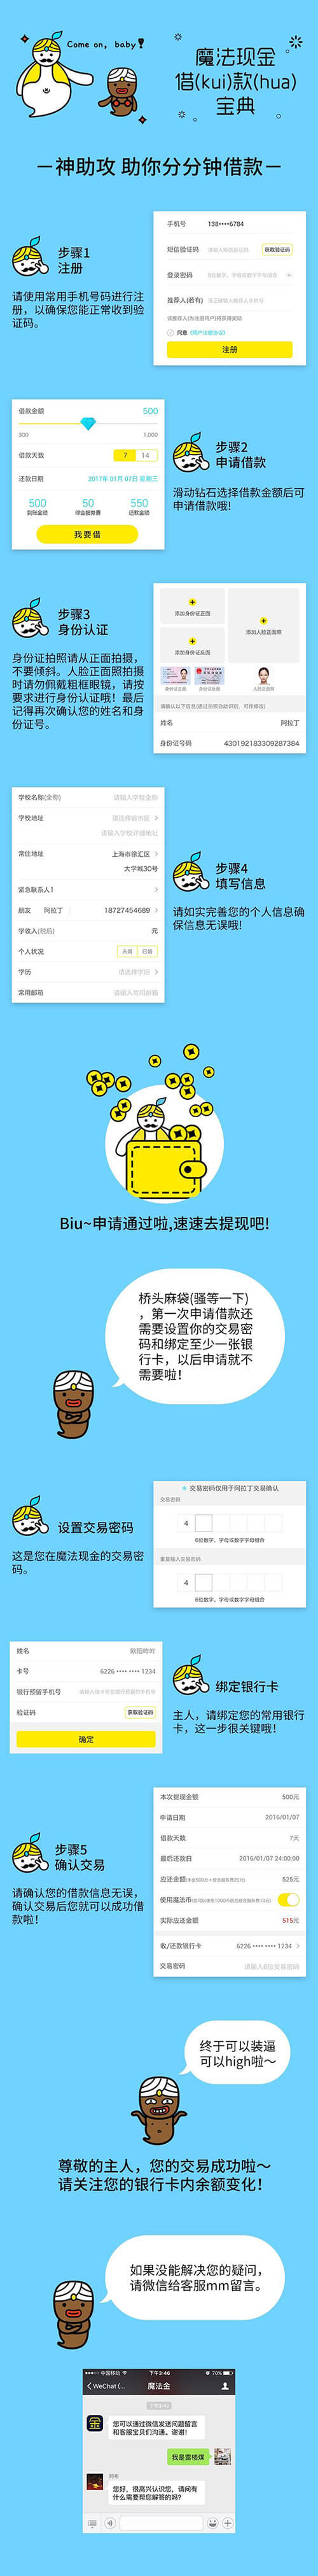 Come on, baby!
魔法现金
借(kui)款(hua)
宝典
－神助攻 助你分分钟借款－
步骤1
注册
请使用常用手机号码进行注
册，以确保您能正常收到验
证码。
手机号 138••••6784
短信验证码 请输入短信验证码 获取验证码
登录密码 6位数字、字母或数字字母组合
推荐人(若有)
该推荐人(为注册用户)将获得奖励
同意《用户注册协议》
注册
借款金额 500
300 1,000
借款天数 7 14
还款日期 2017年 01月 07日 星期三
500 50 550
到账金额 综合服务费 还款金额
我要借
步骤2
申请借款
滑动钻石选择借款金额后可
申请借款哦!
步骤3
身份认证
身份证拍照请从正面拍摄，
不要倾斜。人脸正面照拍摄
时请勿佩戴粗框眼镜，请按
要求进行身份认证哦！最后
记得再次确认您的姓名和身
份证号。
添加身份证正面
添加人脸正面照
添加身份证反面
身份证正面 身份证反面 人脸正面照
请确认以下信息(通过拍照自动识别，可作修改)
姓名 阿拉丁
身份证号码 430192183309287384
学校名称(全称) 请输入学校全称
学校地址 请选择省市区
请输入学校详细地址
常住地址 上海市徐汇区
大学城30号
紧急联系人1
朋友 阿拉丁 18727454689
学收入(税后) 元
个人状况 未婚 已婚
学历 请选择学历
常用邮箱 请输入常用邮箱
步骤4
填写信息
请如实完善您的个人信息确
保信息无误哦!
Biu~申请通过啦,速速去提现吧!
桥头麻袋(骚等一下)
，第一次申请借款还
需要设置你的交易密
码和绑定至少一张银
行卡，以后申请就不
需要啦！
设置交易密码
这是您在魔法现金的交易密
码。
交易密码仅用于阿拉丁交易确认
交易密码
4
6位数字、字母或数字字母组合
重复输入交易密码
4
6位数字、字母或数字字母组合
姓名 欧阳吟吟
卡号 6226 •••• •••• 1234
银行预留手机号 请输入该卡号在银行预留的手机号
验证码 获取验证码
确定
绑定银行卡
主人，请绑定您的常用银行
卡，这一步很关键哦！
步骤5
确认交易
请确认您的借款信息无误，
确认交易后您就可以成功借
款啦！
本次提现金额 500元
申请日期 2016/01/07
借款天数 7天
最后还款日 2016/01/07 24:00:00
应还金额(本金500元＋综合服务费25元) 525元
使用魔法币
实际应还金额 515元
收/还款银行卡 6226 •••• •••• 1234
交易密码 请输入6位交易密码
终于可以装逼
可以high啦～
尊敬的主人，您的交易成功啦～
请关注您的银行卡内余额变化！
如果没能解决您的疑问，
请微信给客服mm留言。
中国移动 下午3:40 70%
WeChat (... 魔法金
下午3:40
您可以通过微信发送问题留言
和客服宝贝们沟通。谢谢！
我是雷楼煤
阿布
您好，很高兴认识您，请问有
什么需要帮您解答的吗？